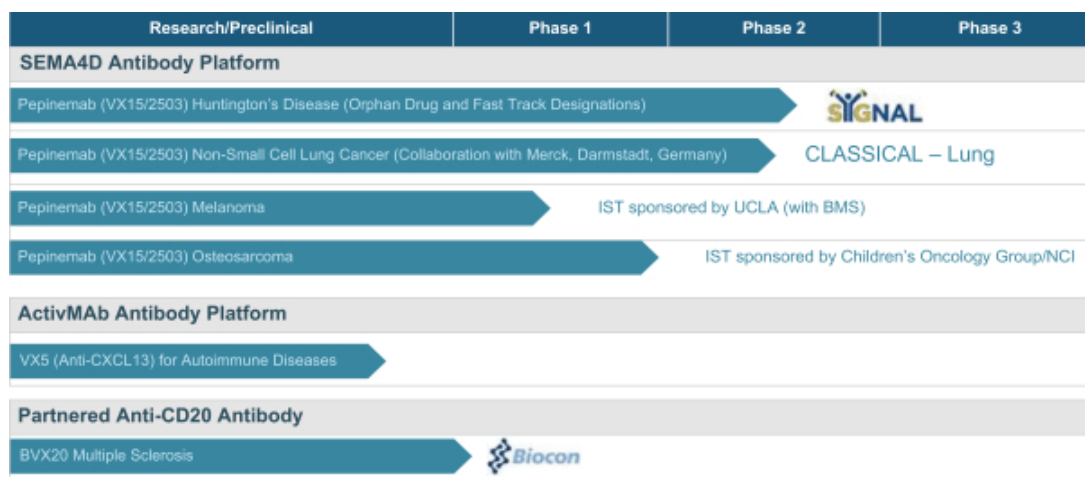 Research/Preclinical Phase 1 Phase 2 Phase 3
SEMA4D Antibody Platform
Pepinemab (VX15/2503) Huntington's Disease (Orphan Drug and Fast Track Designations) SIGNAL
Pepinemab (VX15/2503) Non-Small Cell Lung Cancer (Collaboration with Merck, Darmstadt, Germany) CLASSICAL – Lung
Pepinemab (VX15/2503) Melanoma IST sponsored by UCLA (with BMS)
Pepinemab (VX15/2503) Osteosarcoma IST sponsored by Children's Oncology Group/NCI
ActivMAb Antibody Platform
VX5 (Anti-CXCL13) for Autoimmune Diseases
Partnered Anti-CD20 Antibody
BVX20 Multiple Sclerosis Biocon